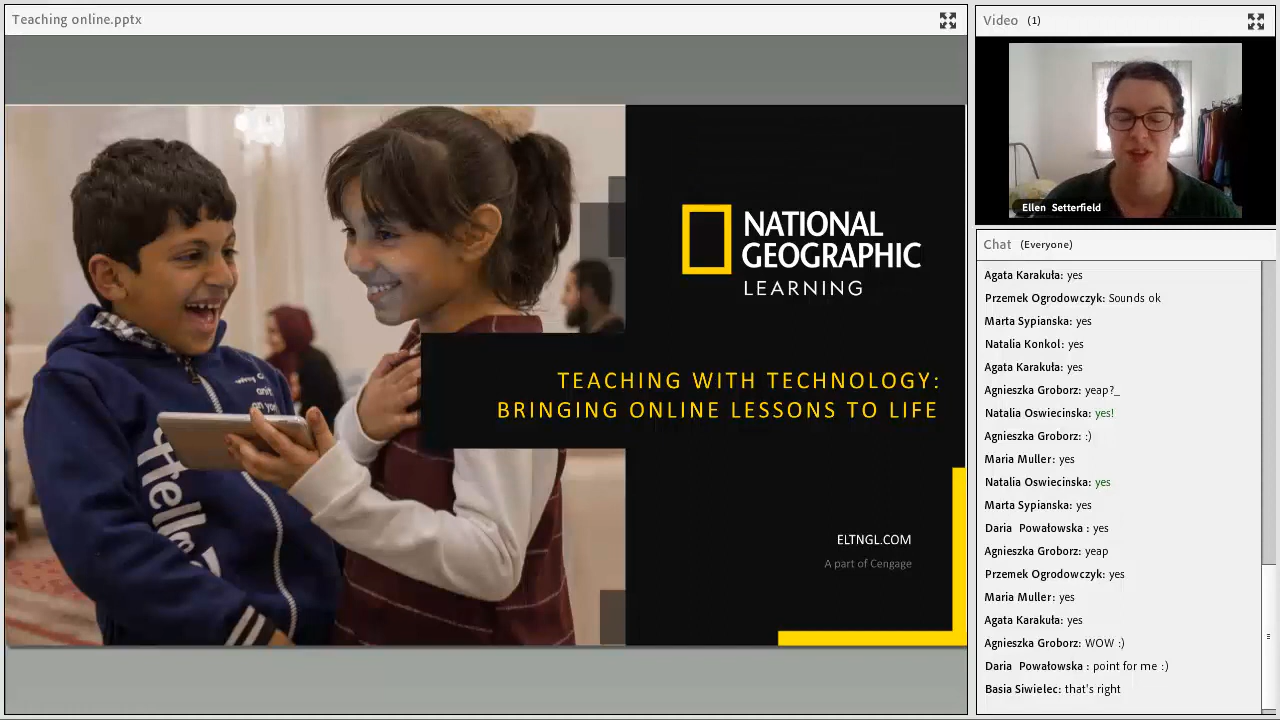 Teaching online.pptx
NATIONAL
GEOGRAPHIC
LEARNING
TEACHING WITH TECHNOLOGY:
BRINGING ONLINE LESSONS TO LIFE
ELTNGL.COM
A part of Cengage
Hello
Video (1)
Ellen Setterfield
Chat (Everyone)
Agata Karakuła: yes
Przemek Ogrodowczyk: Sounds ok
Marta Sypianska: yes
Natalia Konkol: yes
Agata Karakuła: yes
Agnieszka Groborz: yeap?_
Natalia Oswiecinska: yes!
Agnieszka Groborz: :)
Maria Muller: yes
Natalia Oswiecinska: yes
Marta Sypianska: yes
Daria Powałowska : yes
Agnieszka Groborz: yeap
Przemek Ogrodowczyk: yes
Maria Muller: yes
Agata Karakuła: yes
Agnieszka Groborz: WOW :)
Daria Powałowska : point for me :)
Basia Siwielec: that's right